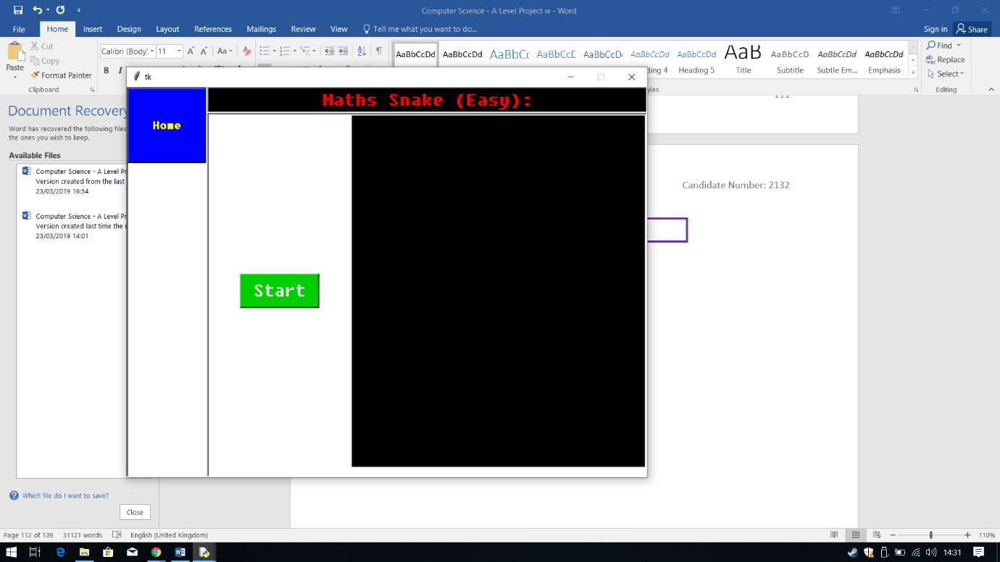 Computer Science - A Level Project w - Word
File Home Insert Design Layout References Mailings Review View Tell me what you want to do... Sign in Share
Paste
Cut
Copy
Format Painter
Clipboard
Calibri (Body) 11
B I
AaBbCcDd AaBbCcDd AaBbC AaBbCcD AaBbCcD AaBbCcDd AaBbCcDd AaB AaBbCcD AaBbCcDd AaBbCcDd
Heading 5 Title Subtitle Subtle Em... Emphasis
Find
Replace
Select
Editing
tk
Maths Snake (Easy):
Home
Start
Document Recovery
Word has recovered the following files
the ones you wish to keep.
Available Files
Computer Science - A Level Pr
Version created from the last
23/03/2019 16:54
Computer Science - A Level Pr
Version created last time the
23/03/2019 14:01
Which file do I want to save?
Close
Candidate Number: 2132
Page 112 of 139 31121 words English (United Kingdom) 110%
14:31